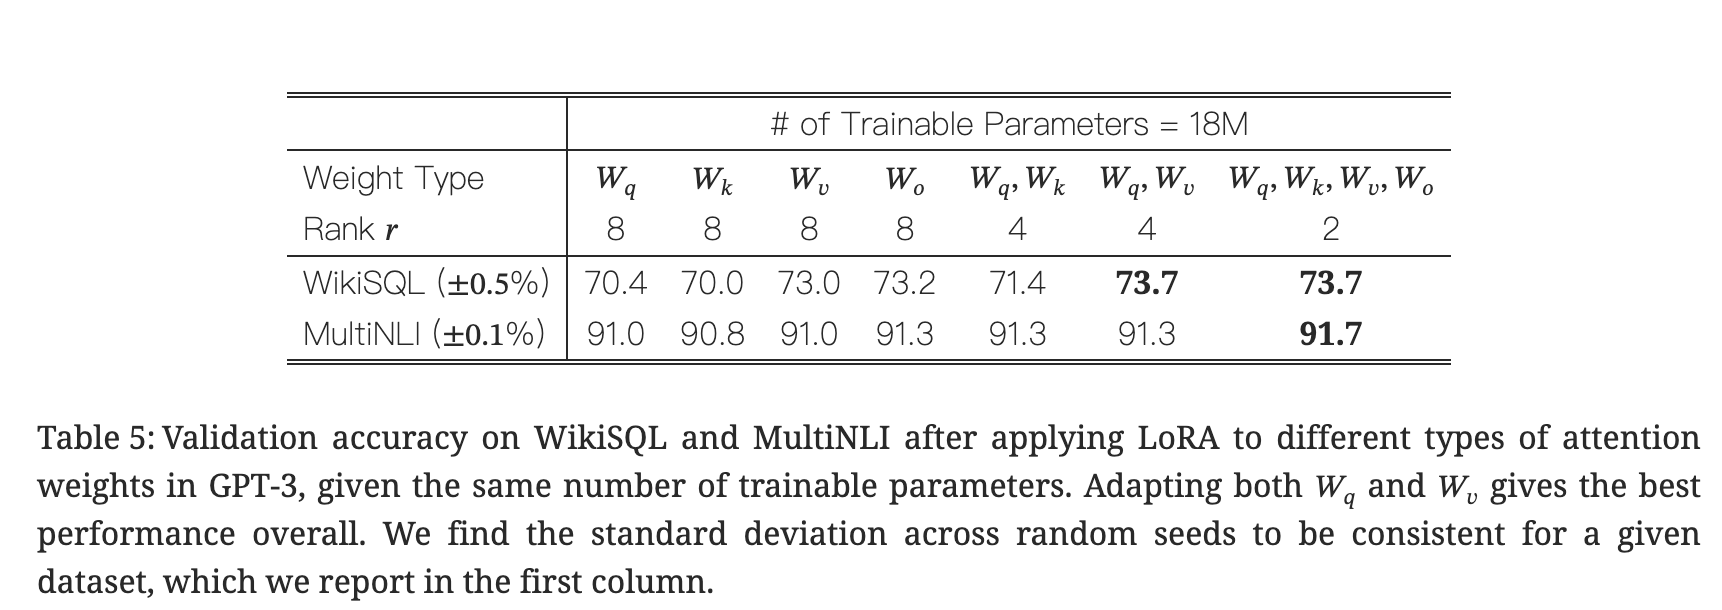 # of Trainable Parameters = 18M
Weight Type W_q W_k W_v W_o W_q, W_k W_q, W_v W_q, W_k, W_v, W_o
Rank r 8 8 8 8 4 4 2
WikiSQL (±0.5%) 70.4 70.0 73.0 73.2 71.4 73.7 73.7
MultiNLI (±0.1%) 91.0 90.8 91.0 91.3 91.3 91.3 91.7
Table 5: Validation accuracy on WikiSQL and MultiNLI after applying LoRA to different types of attention
weights in GPT-3, given the same number of trainable parameters. Adapting both W_q and W_v gives the best
performance overall. We find the standard deviation across random seeds to be consistent for a given
dataset, which we report in the first column.